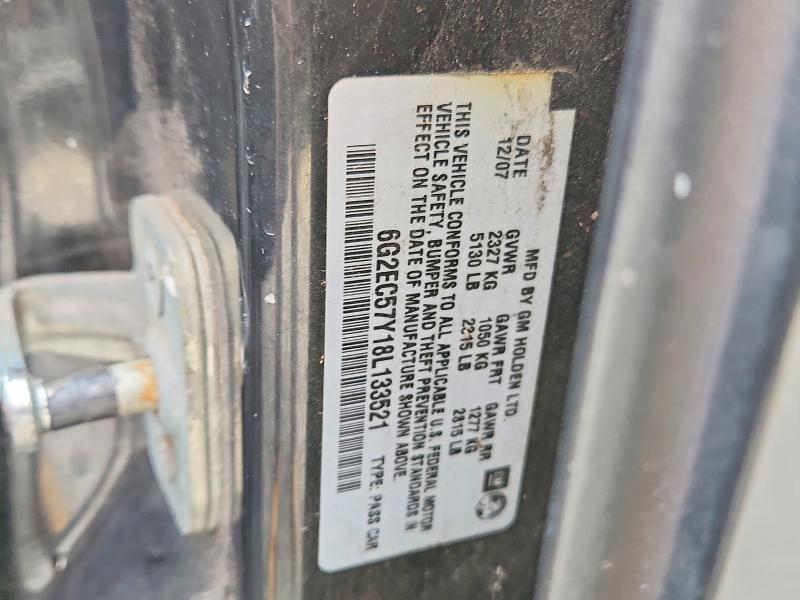 MFD BY GM HOLDEN LTD.
DATE GVWR GAWR FRT GAWR RR
12/07 2327 KG 1050 KG 1277 KG
5130 LB 2315 LB 2815 LB
THIS VEHICLE CONFORMS TO ALL APPLICABLE U.S. FEDERAL MOTOR
VEHICLE SAFETY, BUMPER AND THEFT PREVENTION STANDARDS IN
EFFECT ON THE DATE OF MANUFACTURE SHOWN ABOVE.
6G2EC57Y18L133521 TYPE: PASS CAR
GM